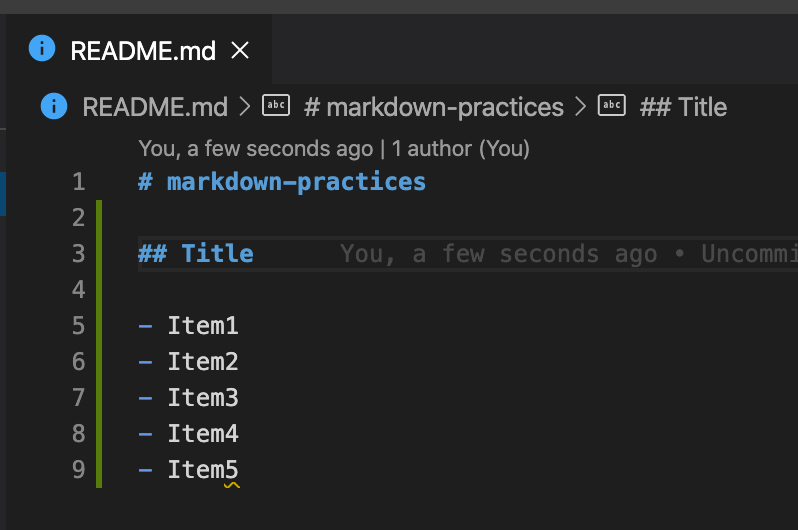 README.md
README.md > # markdown-practices > ## Title
You, a few seconds ago | 1 author (You)
1 # markdown-practices
2
3 ## Title You, a few seconds ago • Uncommi
4
5 - Item1
6 - Item2
7 - Item3
8 - Item4
9 - Item5